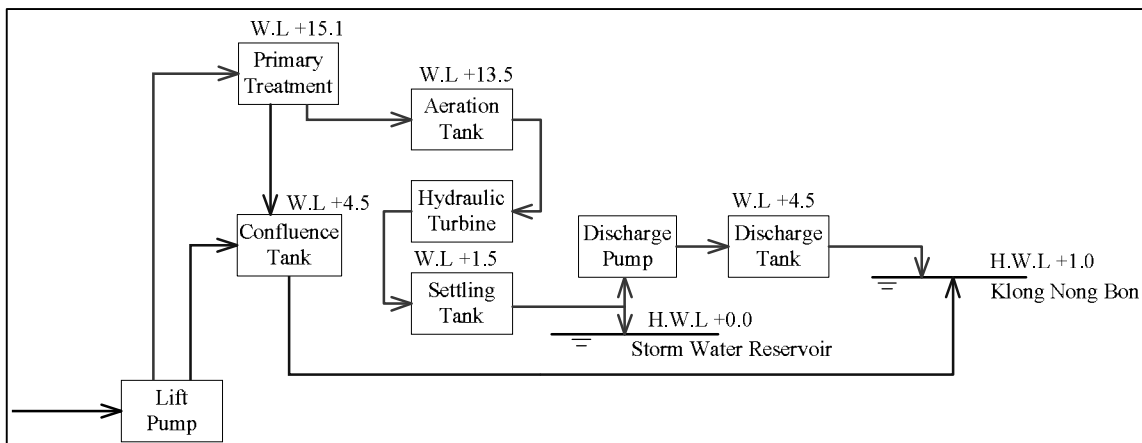 W.L +15.1
Primary
Treatment
W.L +13.5
Aeration
Tank
W.L +4.5
Confluence
Tank
Hydraulic
Turbine
W.L +1.5
Settling
Tank
Discharge
Pump
W.L +4.5
Discharge
Tank
H.W.L +1.0
Klong Nong Bon
H.W.L +0.0
Storm Water Reservoir
Lift
Pump